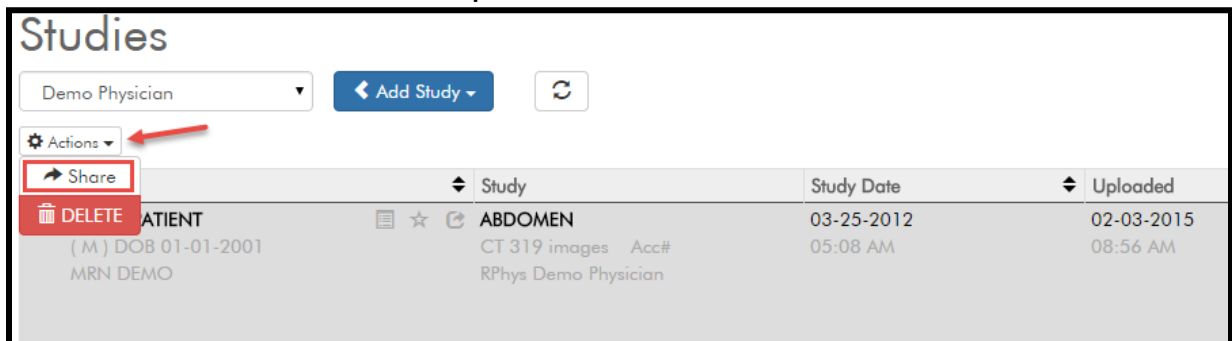 Studies
Demo Physician
Add Study
Actions
Share
DELETE
Study
Study Date
Uploaded
ABDOMEN
03-25-2012
02-03-2015
( M ) DOB 01-01-2001
CT 319 images Acc#
05:08 AM
08:56 AM
MRN DEMO
RPhys Demo Physician